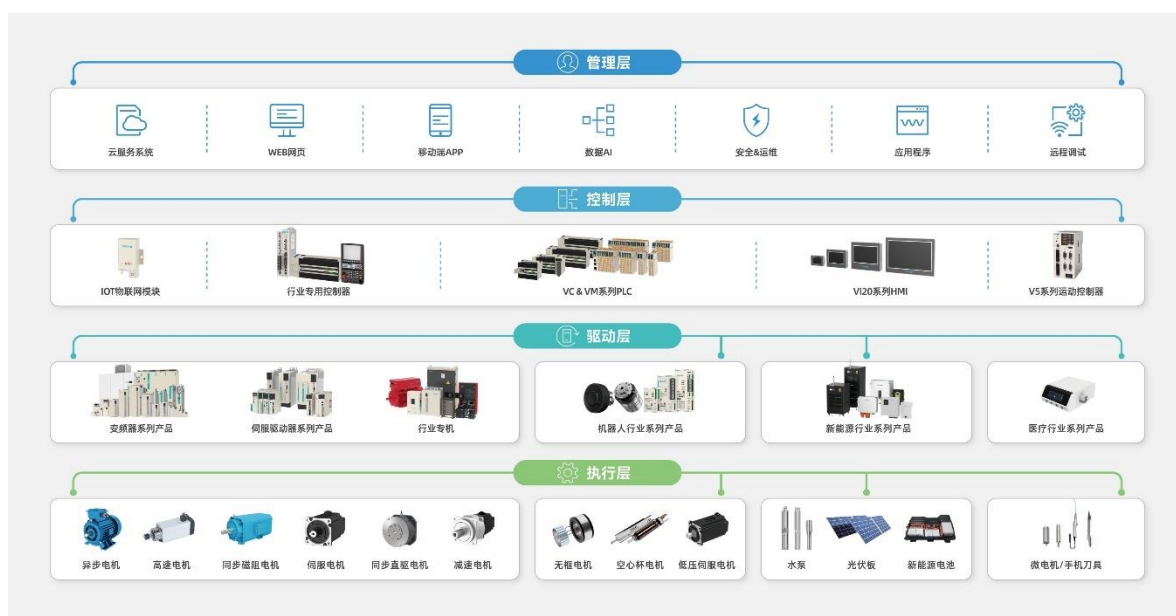 管理层
云服务系统
WEB网页
移动端APP
数据AI
安全&运维
应用程序
远程调试
控制层
IOT物联网模块
行业专用控制器
VC & VM系列PLC
VI20系列HMI
V5系列运动控制器
驱动层
变频器系列产品
伺服驱动器系列产品
行业专机
机器人行业系列产品
新能源行业系列产品
医疗行业系列产品
执行层
异步电机
高速电机
同步磁阻电机
伺服电机
同步直驱电机
减速电机
无框电机
空心杯电机
低压伺服电机
水泵
光伏板
新能源电池
微电机/手机刀具